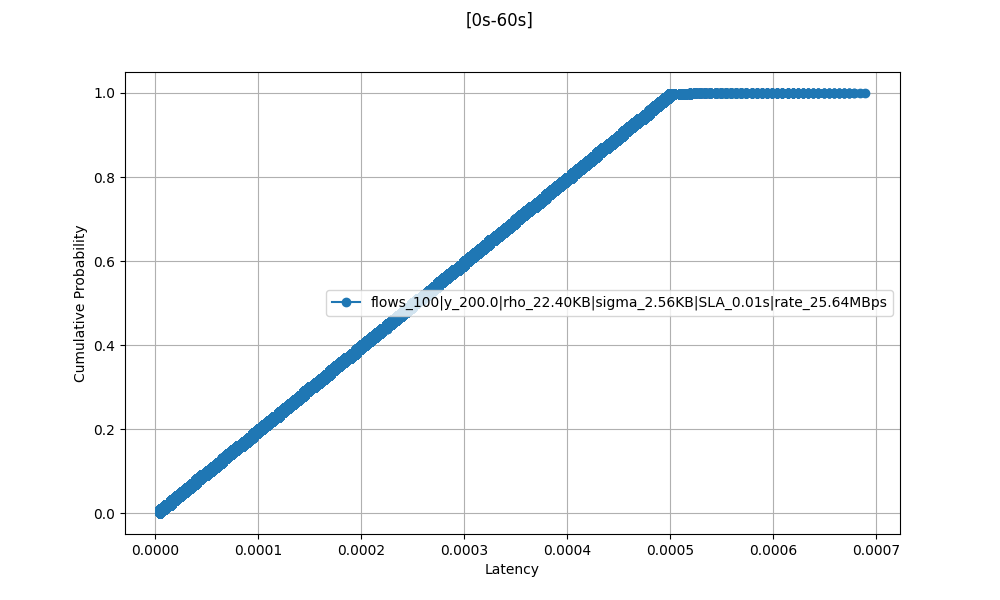 [0s-60s]
1.0
0.8
0.6
0.4
0.2
0.0
Cumulative Probability
flows_100|y_200.0|rho_22.40KB|sigma_2.56KB|SLA_0.01s|rate_25.64MBps
0.0000 0.0001 0.0002 0.0003 0.0004 0.0005 0.0006 0.0007
Latency